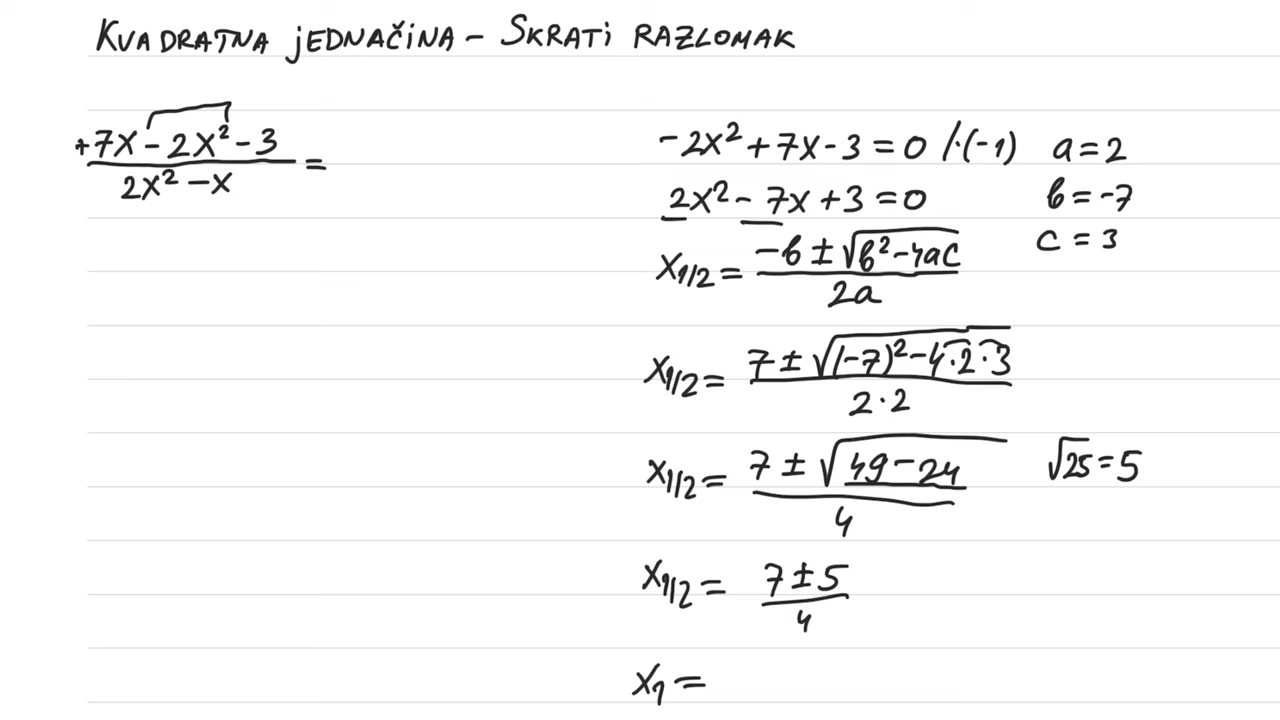 KVADRATNA JEDNAČINA - SKRATI RAZLOMAK
+7x - 2x² - 3
2x² - x
=
-2x² + 7x - 3 = 0 /·(-1)
2x² - 7x + 3 = 0
a = 2
b = -7
c = 3
x1/2 = (-b ± √(b² - 4ac)) / 2a
x1/2 = (7 ± √((-7)² - 4·2·3)) / 2·2
x1/2 = (7 ± √(49 - 24)) / 4
√25 = 5
x1/2 = (7 ± 5) / 4
x1 =